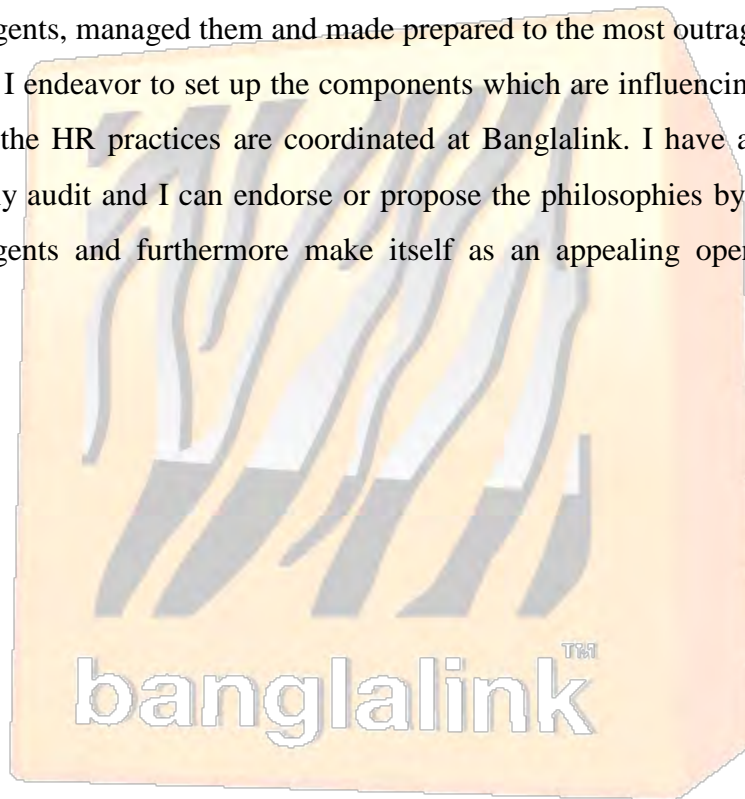 gents, managed them and made prepared to the most outrag
I endeavor to set up the components which are influencin
the HR practices are coordinated at Banglalink. I have a
y audit and I can endorse or propose the philosophies by
gents and furthermore make itself as an appealing oper
banglalink™